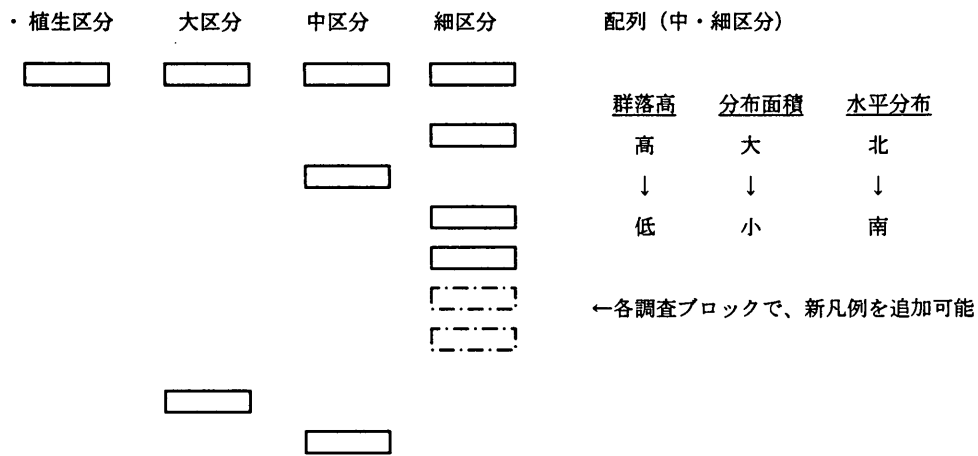 ・植生区分 大区分 中区分 細区分 配列（中・細区分）
群落高 分布面積 水平分布
高 大 北
↓ ↓ ↓
低 小 南
←各調査ブロックで、新凡例を追加可能